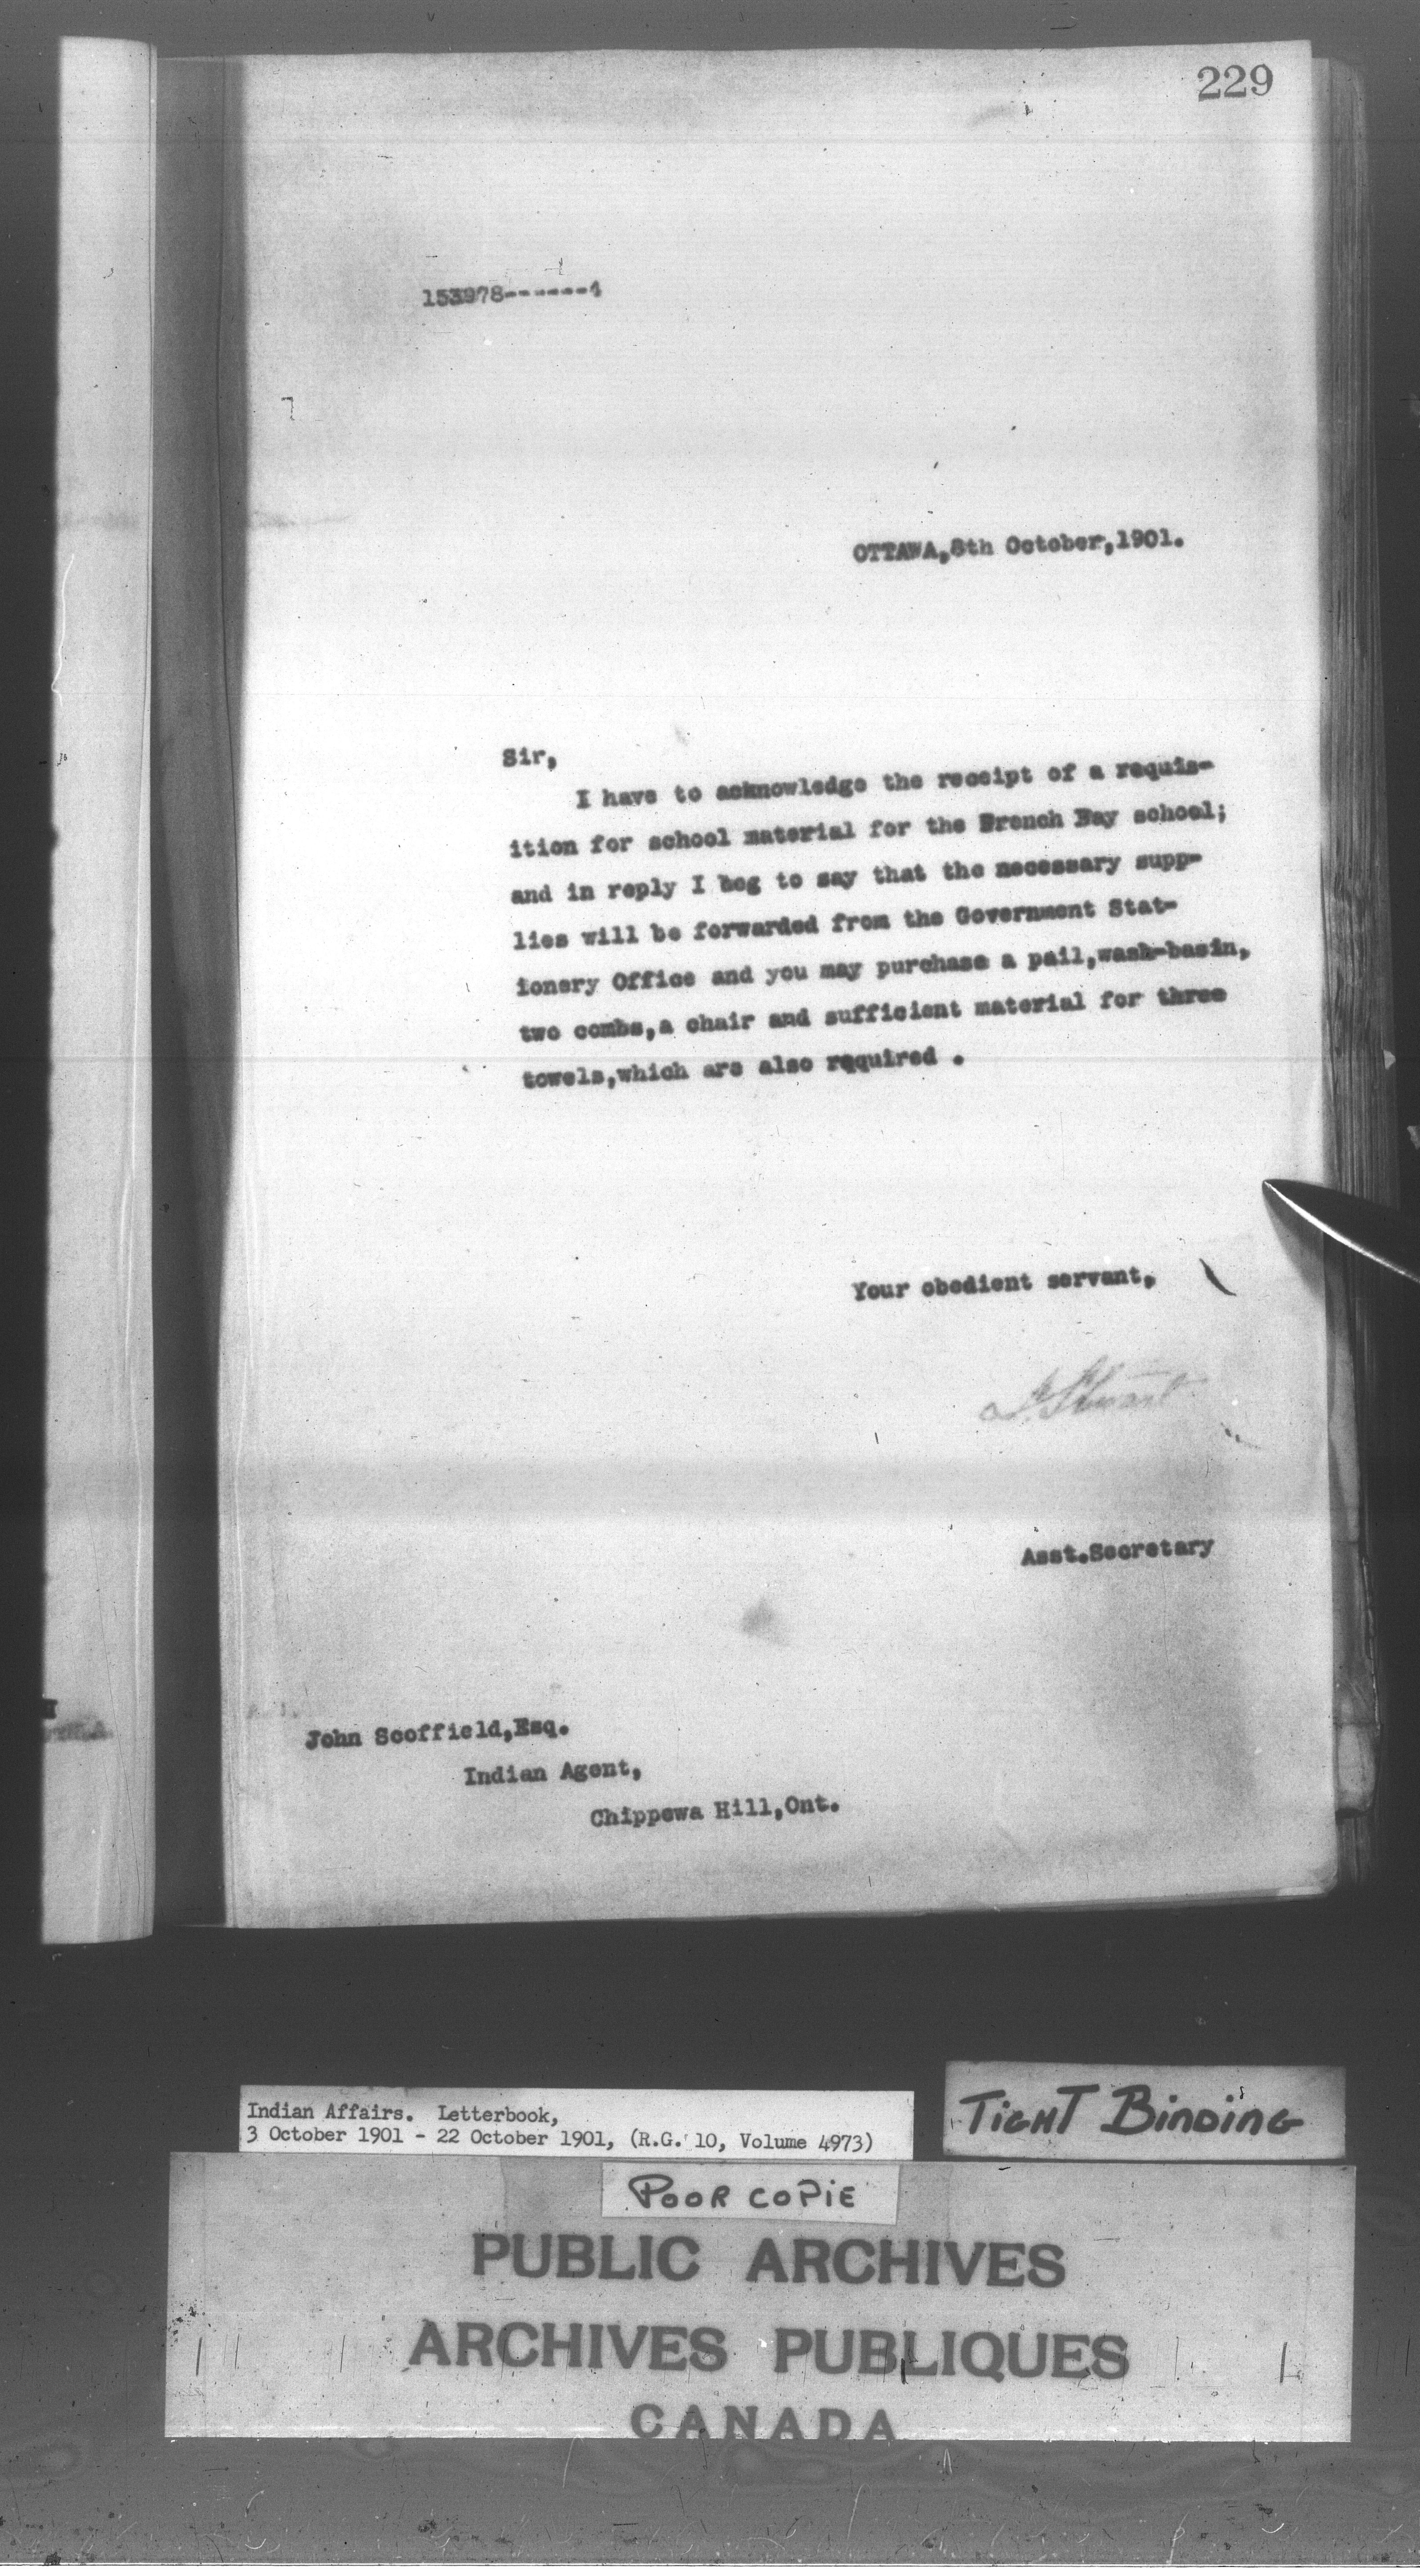 229
153978-------1
OTTAWA,8th October,1901.
Sir,
I have to acknowledge the receipt of a requis-
ition for school material for the French Bay school;
and in reply I beg to say that the necessary supp-
lies will be forwarded from the Government Stat-
ionery Office and you may purchase a pail,wash-basin,
two combs,a chair and sufficient material for three
towels,which are also required .
Your obedient servant,
Stewart
Asst.Secretary
John Scoffield,Esq.
Indian Agent,
Chippewa Hill,Ont.
Indian Affairs. Letterbook,
3 October 1901 - 22 October 1901, (R.G. 10, Volume 4973)
TIGHT BINDING
POOR COPIE
PUBLIC ARCHIVES
ARCHIVES PUBLIQUES
CANADA